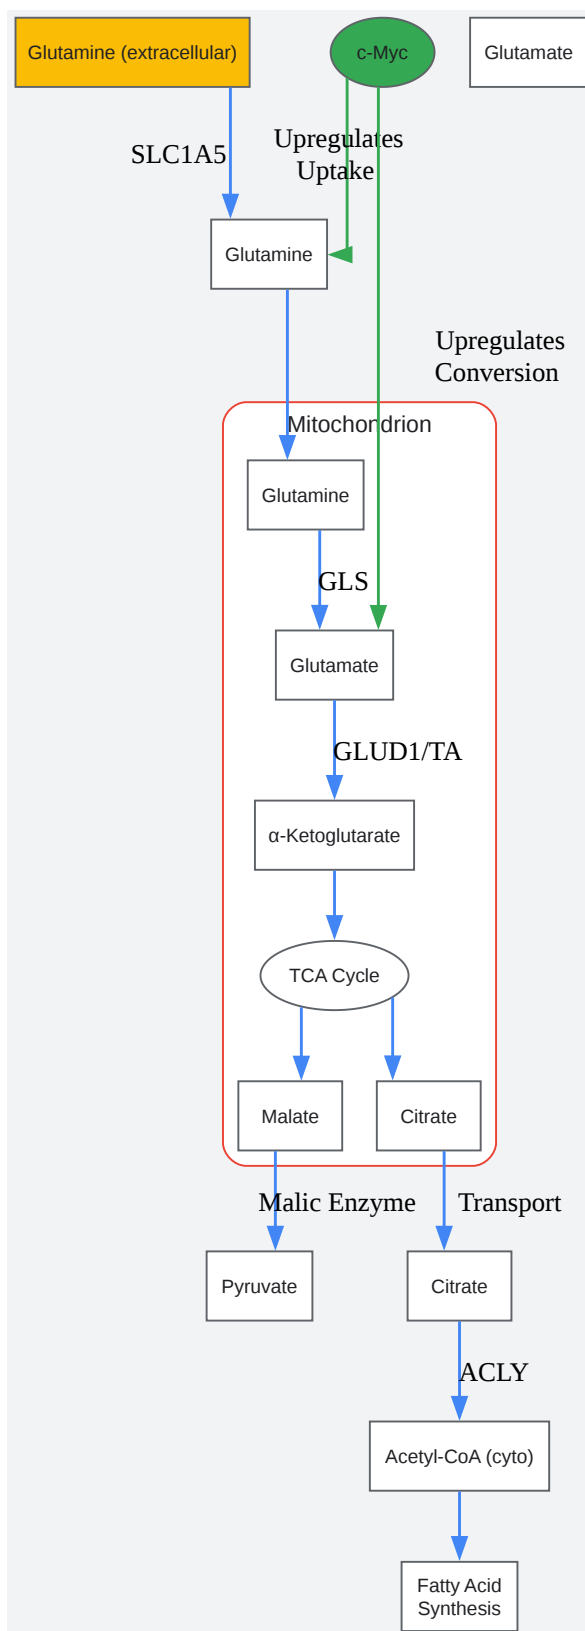 Glutamine (extracellular)
c-Myc
Glutamate
SLC1A5
Upregulates
Uptake
Glutamine
Upregulates
Conversion
Mitochondrion
Glutamine
GLS
Glutamate
GLUD1/TA
α-Ketoglutarate
TCA Cycle
Malate
Citrate
Malic Enzyme
Transport
Pyruvate
Citrate
ACLY
Acetyl-CoA (cyto)
Fatty Acid
Synthesis